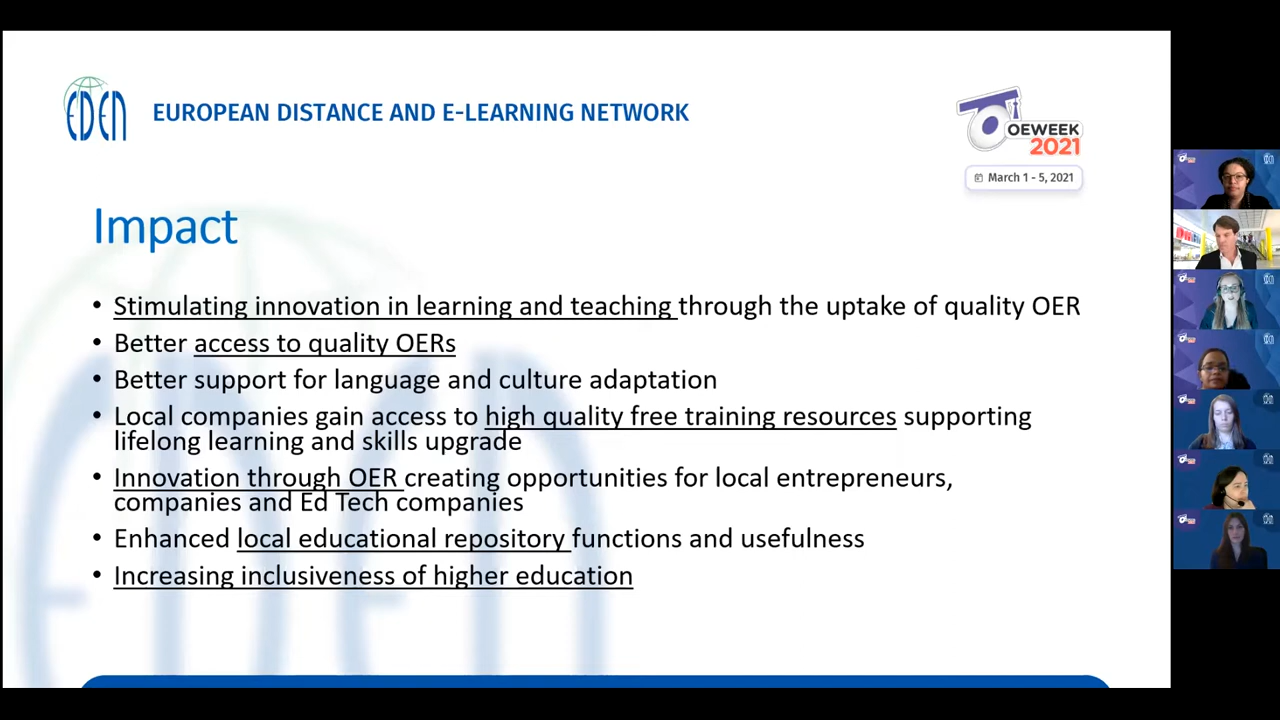 EDEN
EUROPEAN DISTANCE AND E-LEARNING NETWORK
OEWEEK
2021
March 1 - 5, 2021
Impact
• Stimulating innovation in learning and teaching through the uptake of quality OER
• Better access to quality OERs
• Better support for language and culture adaptation
• Local companies gain access to high quality free training resources supporting
lifelong learning and skills upgrade
• Innovation through OER creating opportunities for local entrepreneurs,
companies and Ed Tech companies
• Enhanced local educational repository functions and usefulness
• Increasing inclusiveness of higher education